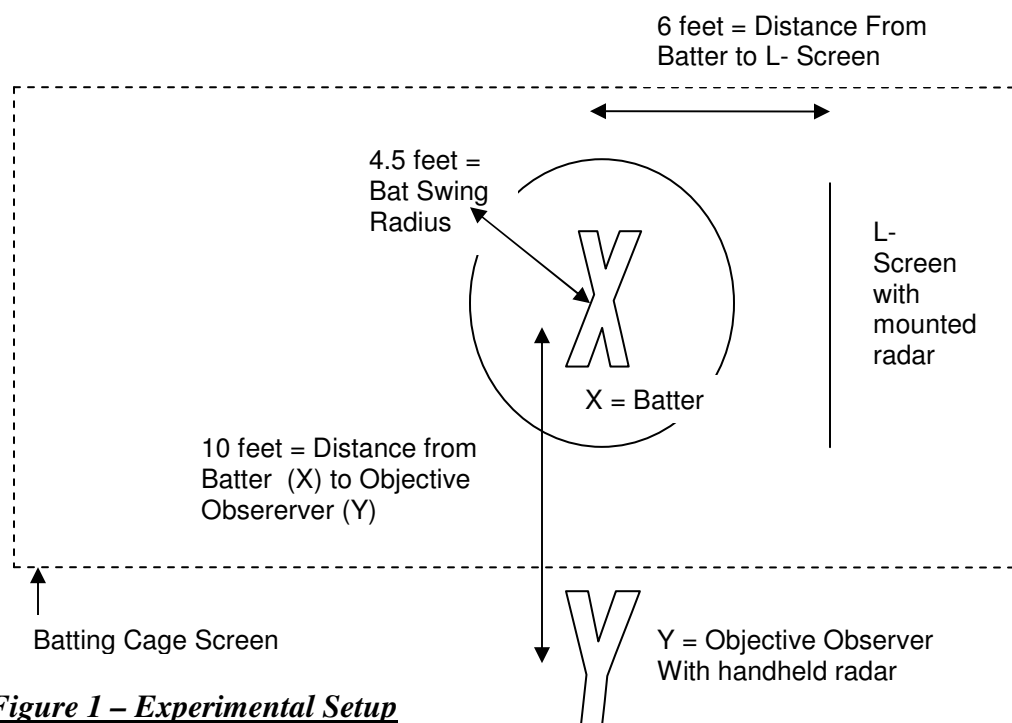 6 feet = Distance From
Batter to L- Screen
4.5 feet =
Bat Swing
Radius
X
L-
Screen
with
mounted
radar
X = Batter
10 feet = Distance from
Batter (X) to Objective
Obsererver (Y)
Batting Cage Screen
Y
Y = Objective Observer
With handheld radar
Figure 1 – Experimental Setup